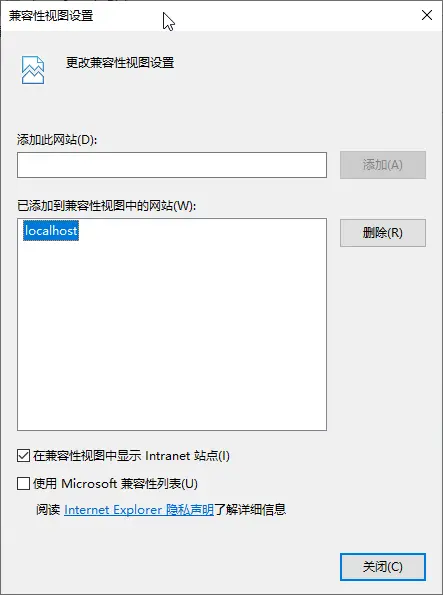 兼容性视图设置
更改兼容性视图设置
添加此网站(D):
添加(A)
已添加到兼容性视图中的网站(W):
localhost
删除(R)
在兼容性视图中显示 Intranet 站点(I)
使用 Microsoft 兼容性列表(U)
阅读 Internet Explorer 隐私声明了解详细信息
关闭(C)